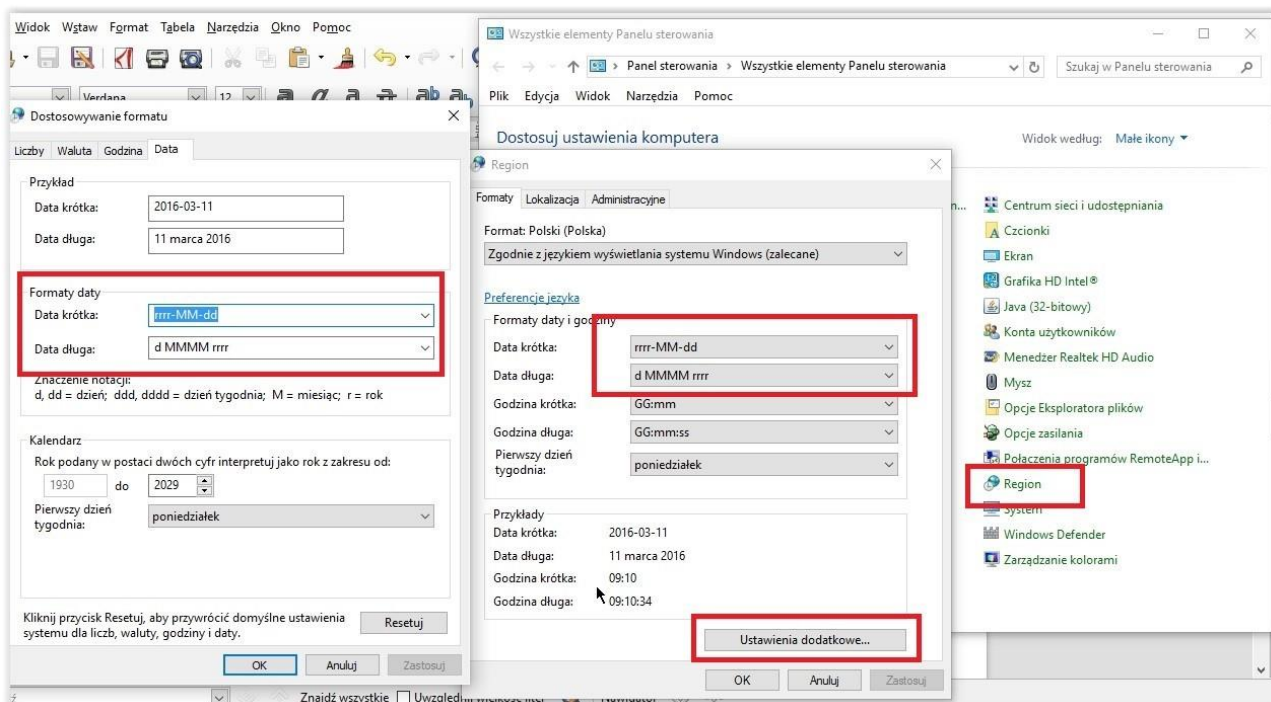 Widok Wstaw Format Tabela Narzędzia Okno Pomoc
Verdana 12
Dostosowywanie formatu
Liczby Waluta Godzina Data
Przykład
Data krótka: 2016-03-11
Data długa: 11 marca 2016
Formaty daty
Data krótka: rrrr-MM-dd
Data długa: d MMMM rrrr
Znaczenie notacji:
d, dd = dzień; ddd, dddd = dzień tygodnia; M = miesiąc; r = rok
Kalendarz
Rok podany w postaci dwóch cyfr interpretuj jako rok z zakresu od:
1930 do 2029
Pierwszy dzień
tygodnia: poniedziałek
Kliknij przycisk Resetuj, aby przywrócić domyślne ustawienia
systemu dla liczb, waluty, godziny i daty.
Resetuj
OK Anuluj Zastosuj
Znajdź wszystkie Uwzględnij wielkość liter Nawigator
Wszystkie elementy Panelu sterowania
Panel sterowania > Wszystkie elementy Panelu sterowania
Szukaj w Panelu sterowania
Plik Edycja Widok Narzędzia Pomoc
Dostosuj ustawienia komputera
Widok według: Małe ikony
Region
Formaty Lokalizacja Administracyjne
Format: Polski (Polska)
Zgodnie z językiem wyświetlania systemu Windows (zalecane)
Preferencje języka
Formaty daty i godziny
Data krótka: rrrr-MM-dd
Data długa: d MMMM rrrr
Godzina krótka: GG:mm
Godzina długa: GG:mm:ss
Pierwszy dzień
tygodnia: poniedziałek
Przykłady
Data krótka: 2016-03-11
Data długa: 11 marca 2016
Godzina krótka: 09:10
Godzina długa: 09:10:34
Ustawienia dodatkowe...
OK Anuluj Zastosuj
Centrum sieci i udostępniania
Czcionki
Ekran
Grafika HD Intel®
Java (32-bitowy)
Konta użytkowników
Menedżer Realtek HD Audio
Mysz
Opcje Eksploratora plików
Opcje zasilania
Połączenia programów RemoteApp i...
Region
System
Windows Defender
Zarządzanie kolorami